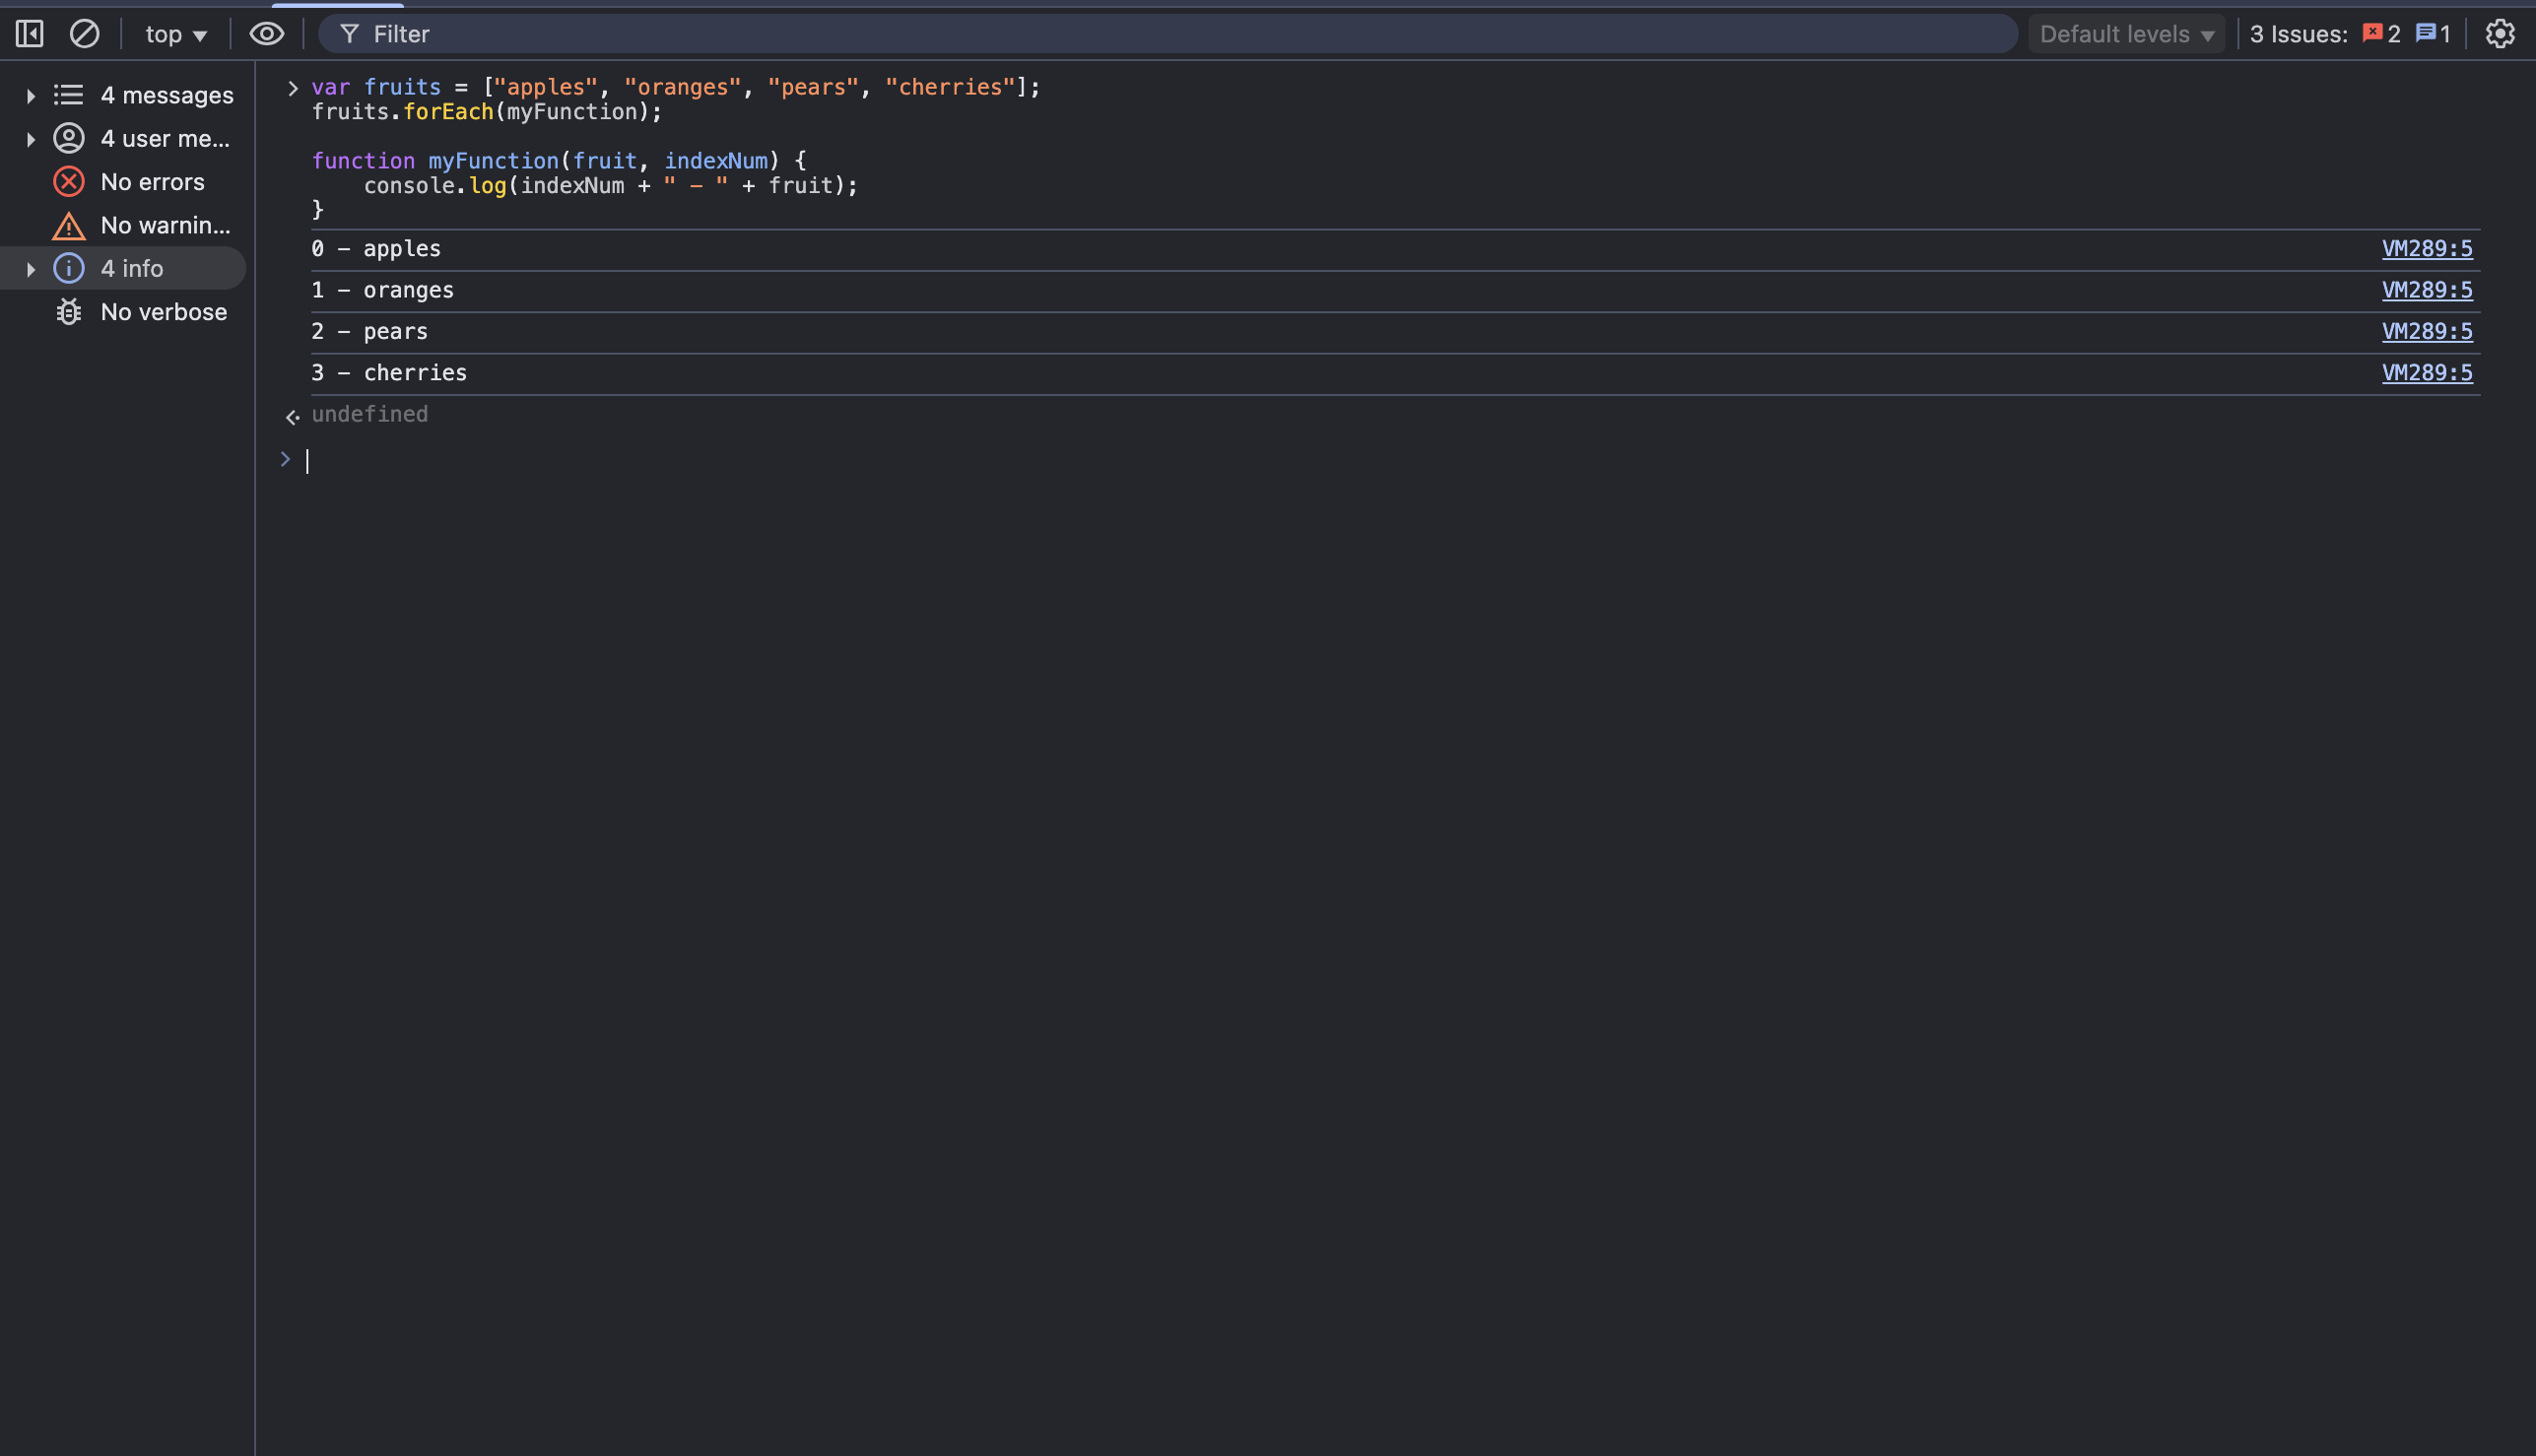 top ▼
Filter
Default levels ▼
3 Issues: 2 1
4 messages
4 user me...
No errors
No warnin...
4 info
No verbose
var fruits = ["apples", "oranges", "pears", "cherries"];
fruits.forEach(myFunction);
function myFunction(fruit, indexNum) {
    console.log(indexNum + " - " + fruit);
}
0 - apples VM289:5
1 - oranges VM289:5
2 - pears VM289:5
3 - cherries VM289:5
undefined